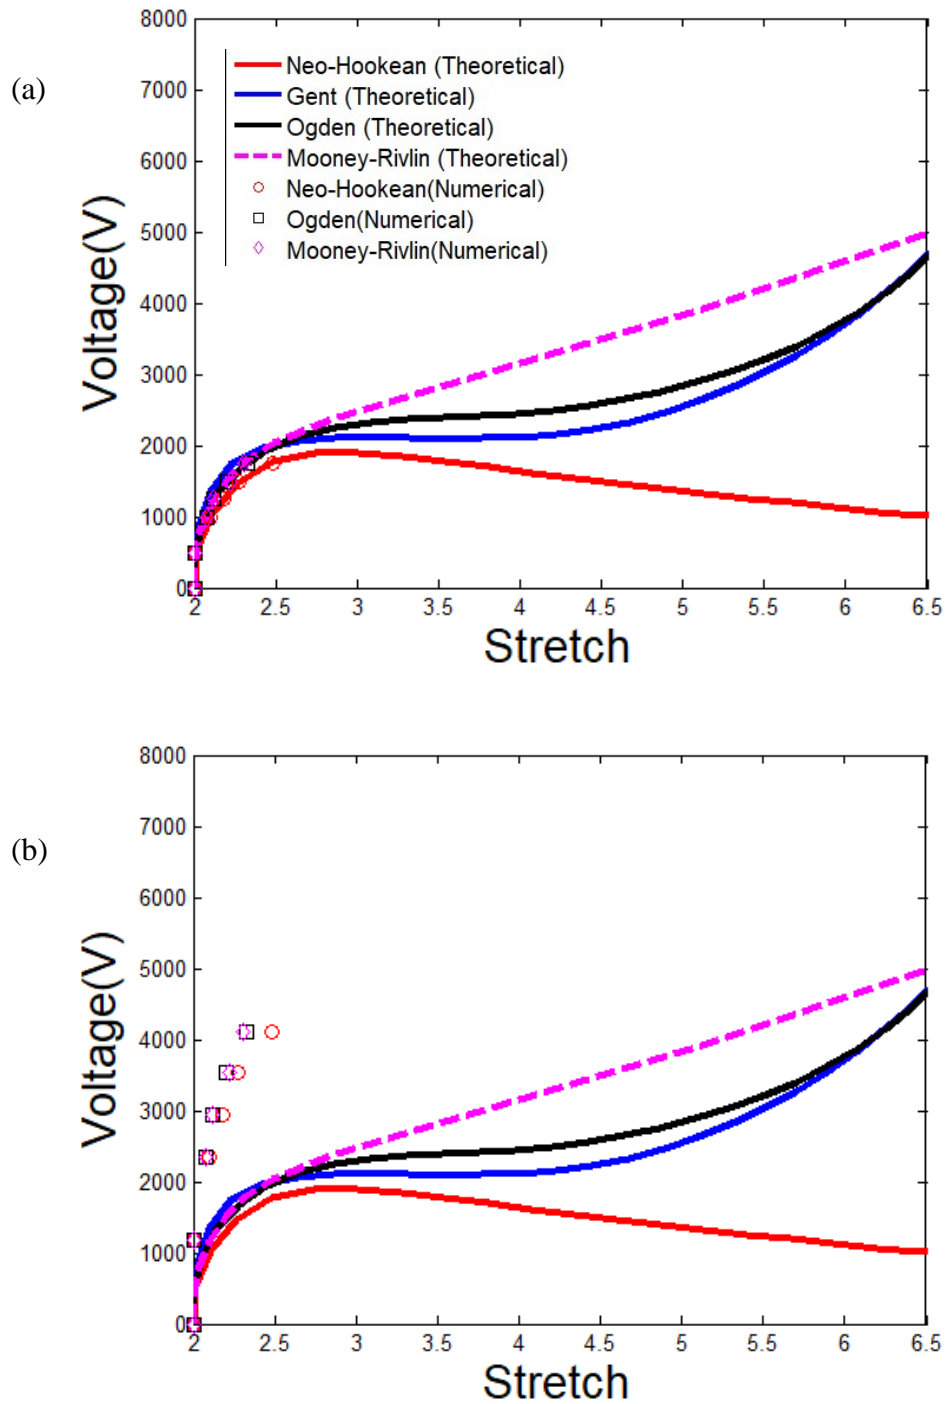 (a)
8000
7000
6000
5000
4000
3000
2000
1000
0
Voltage(V)
Neo-Hookean (Theoretical)
Gent (Theoretical)
Ogden (Theoretical)
Mooney-Rivlin (Theoretical)
Neo-Hookean(Numerical)
Ogden(Numerical)
Mooney-Rivlin(Numerical)
2 2.5 3 3.5 4 4.5 5 5.5 6 6.5
Stretch
(b)
8000
7000
6000
5000
4000
3000
2000
1000
0
Voltage(V)
2 2.5 3 3.5 4 4.5 5 5.5 6 6.5
Stretch